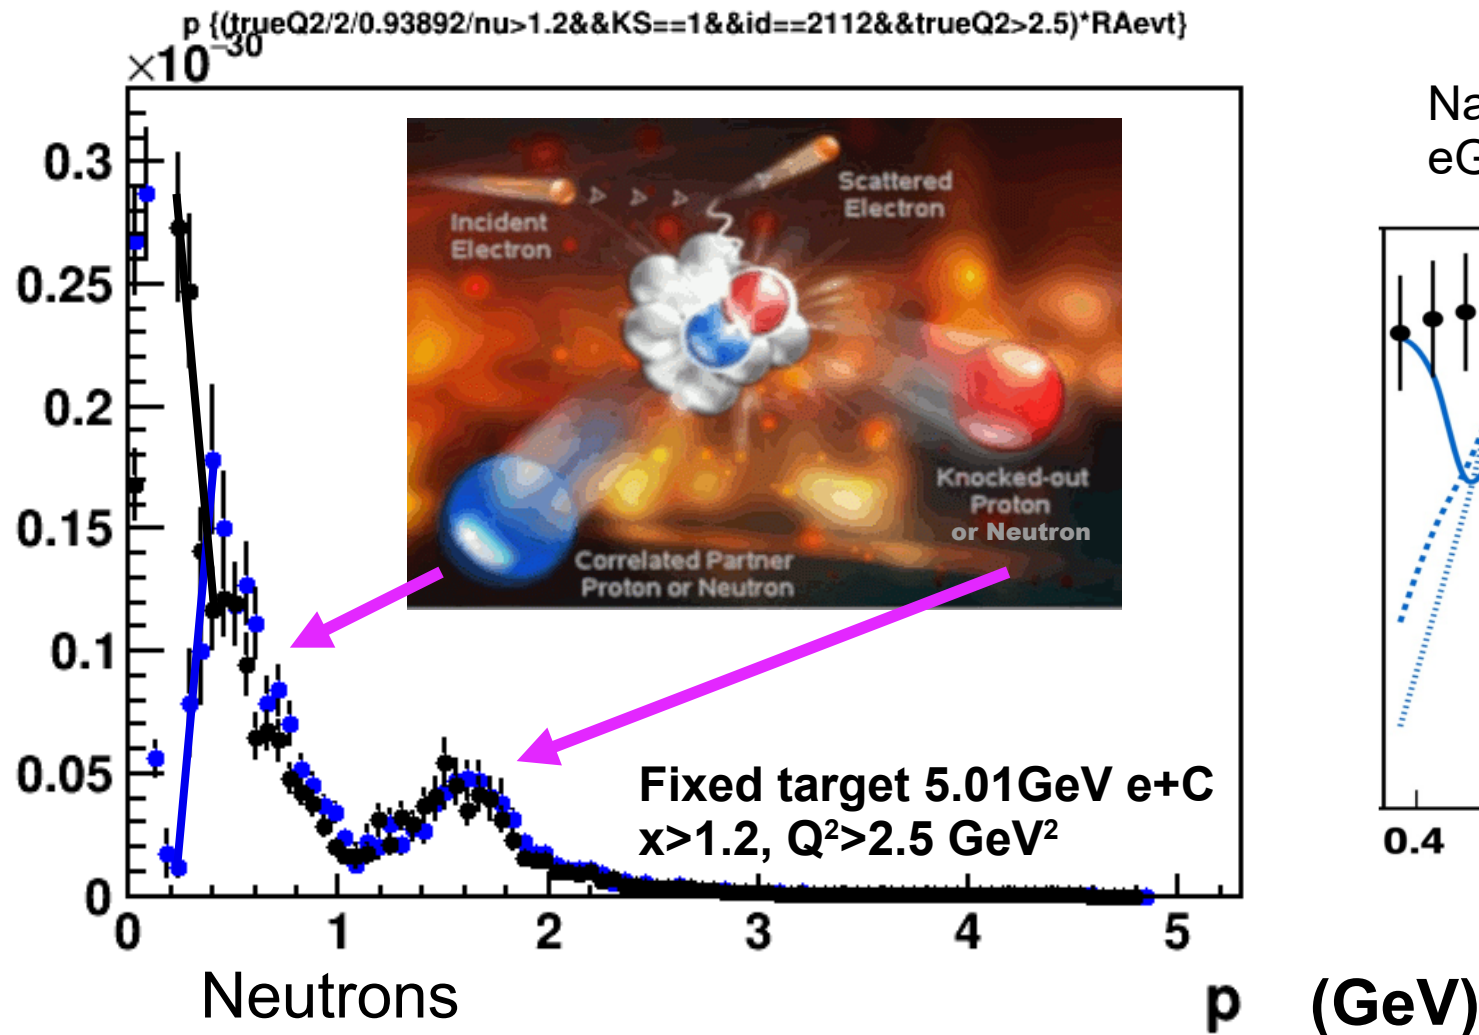 p {(trueQ2/2/0.93892/nu>1.2&&KS==1&&id==2112&&trueQ2>2.5)*RAevt}
×10⁻³⁰
Na
eG
0.3
0.25
0.2
0.15
0.1
0.05
0
Incident
Electron
Scattered
Electron
Knocked-out
Proton
or Neutron
Correlated Partner
Proton or Neutron
Fixed target 5.01GeV e+C
x>1.2, Q²>2.5 GeV²
0.4
0 1 2 3 4 5
Neutrons
p (GeV)